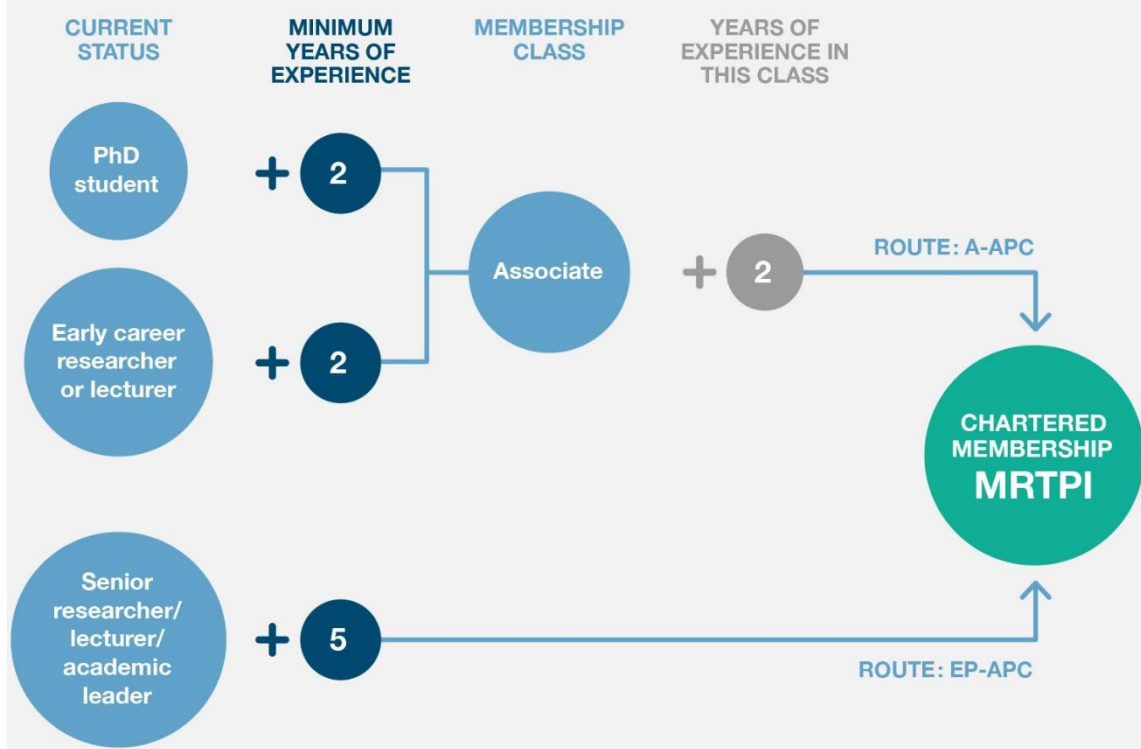 CURRENT
STATUS
MINIMUM
YEARS OF
EXPERIENCE
MEMBERSHIP
CLASS
YEARS OF
EXPERIENCE IN
THIS CLASS
PhD
student
+
2
Early career
researcher
or lecturer
+
2
Associate
+
2
ROUTE: A-APC
CHARTERED
MEMBERSHIP
MRTPI
Senior
researcher/
lecturer/
academic
leader
+
5
ROUTE: EP-APC